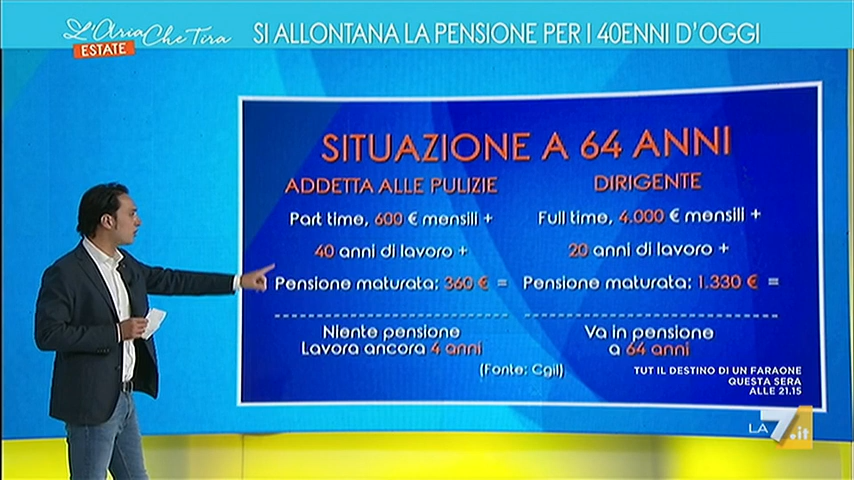 L'Aria Che Tira
ESTATE
SI ALLONTANA LA PENSIONE PER I 40ENNI D'OGGI
SITUAZIONE A 64 ANNI
ADDETTA ALLE PULIZIE
Part time, 600 € mensili +
40 anni di lavoro +
Pensione maturata: 360 € =
Niente pensione
Lavora ancora 4 anni
DIRIGENTE
Full time, 4.000 € mensili +
20 anni di lavoro +
Pensione maturata: 1.330 € =
Va in pensione
a 64 anni
(Fonte: Cgil)
TUT IL DESTINO DI UN FARAONE
QUESTA SERA
ALLE 21.15
LA 7.it